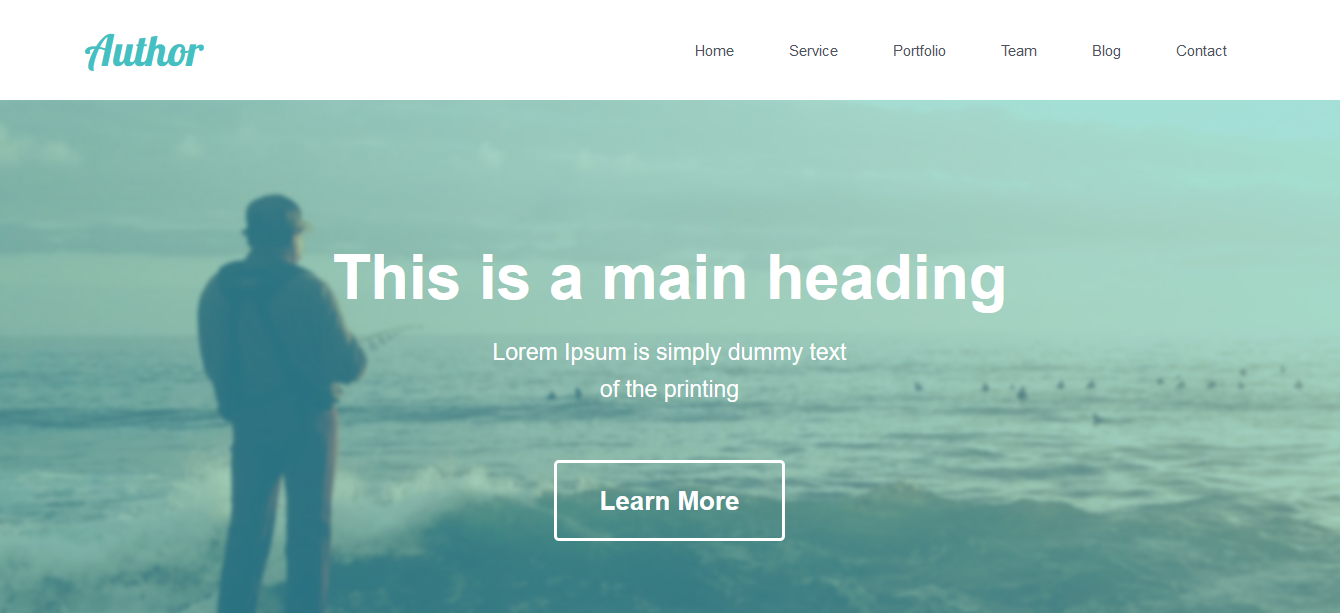 Author
Home Service Portfolio Team Blog Contact
This is a main heading
Lorem Ipsum is simply dummy text
of the printing
Learn More